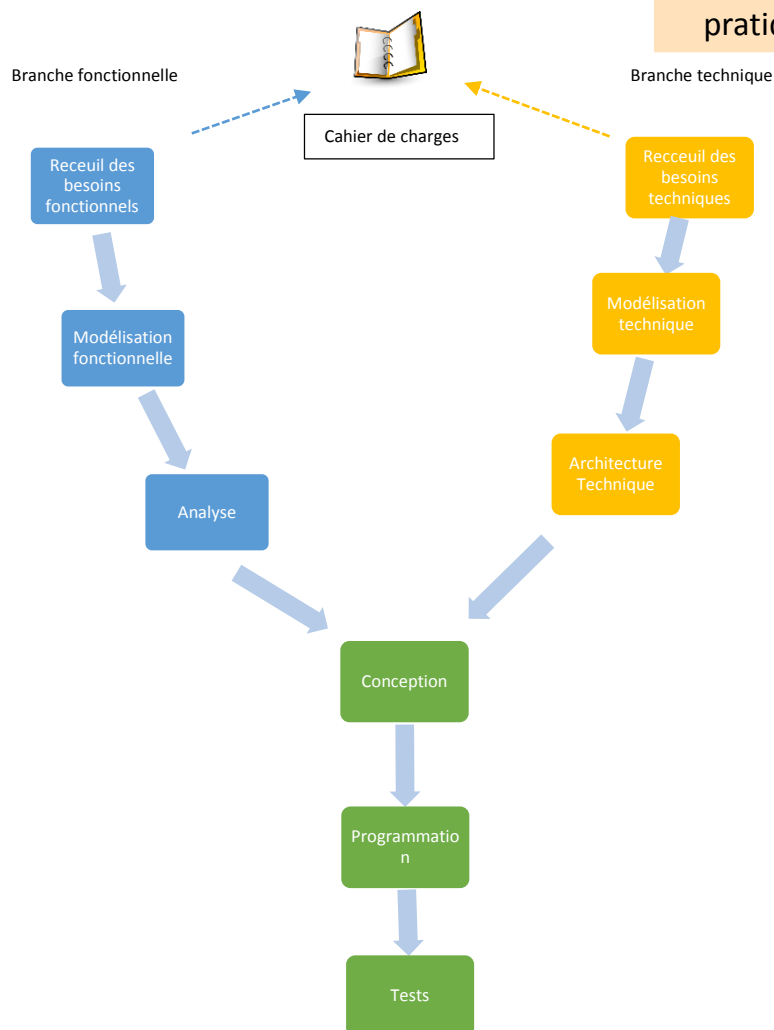 pratic
Branche fonctionnelle
Branche technique
Cahier de charges
Receuil des
besoins
fonctionnels
Recceuil des
besoins
techniques
Modélisation
fonctionnelle
Modélisation
technique
Analyse
Architecture
Technique
Conception
Programmatio
n
Tests